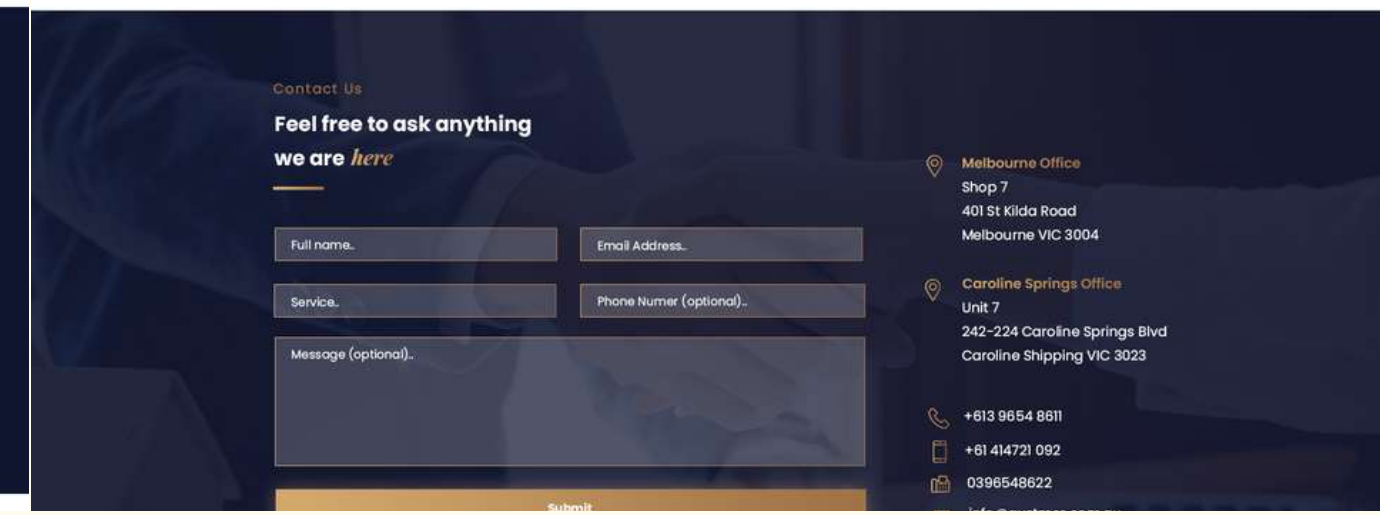 Contact Us
Feel free to ask anything
we are here
Full name..
Email Address..
Service..
Phone Numer (optional)..
Message (optional)..
Submit
Melbourne Office
Shop 7
401 St Kilda Road
Melbourne VIC 3004
Caroline Springs Office
Unit 7
242-224 Caroline Springs Blvd
Caroline Shipping VIC 3023
+613 9654 8611
+61 414721 092
0396548622